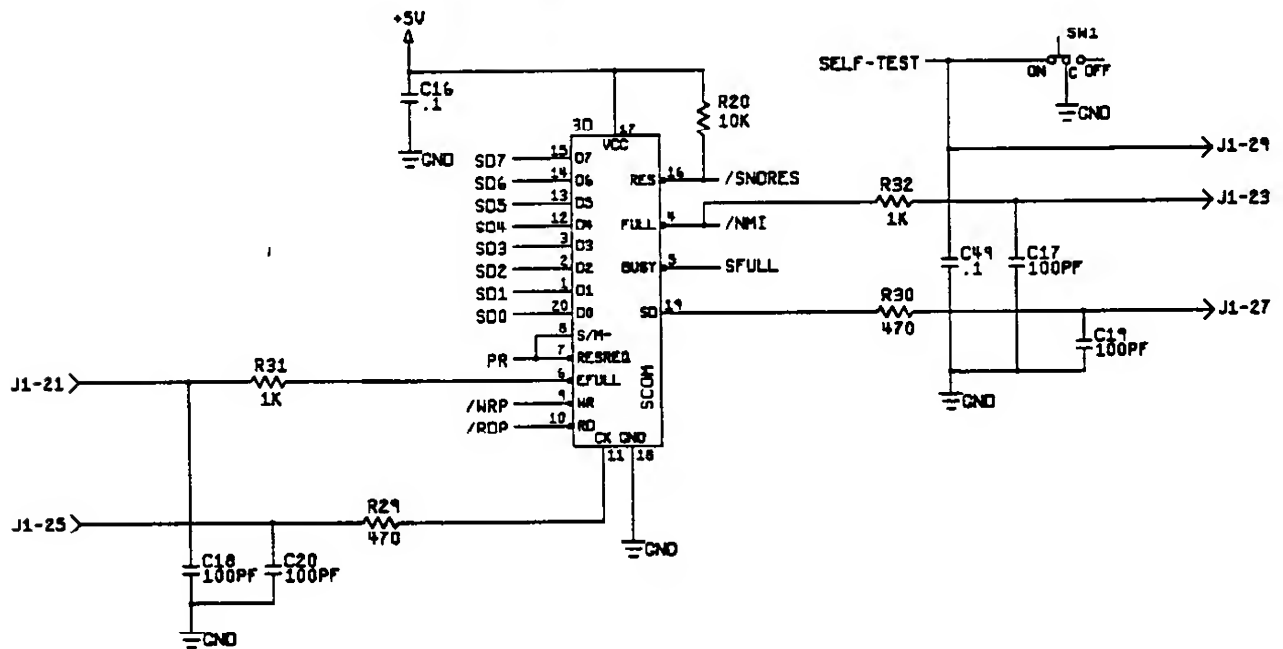 +5V
C16
.1
GND
R20
10K
SELF-TEST
SW1
ON
C
OFF
GND
3D
17
VCC
SD7 15 D7
SD6 14 D6
SD5 13 D5
SD4 12 D4
SD3 3 D3
SD2 2 D2
SD1 1 D1
SD0 20 D0
8 S/M-
PR 7 RESREQ
6 EFULL
/WRP 9 WR
/RDP 10 RD
RES 16 /SNDRES
FULL 4 /NMI
BUSY 5 SFULL
SD 19
SCOM
CK GND
11 18
GND
J1-29
R32
1K
J1-23
C49
.1
C17
100PF
R30
470
J1-27
C19
100PF
GND
J1-21
R31
1K
J1-25
R29
470
C18
100PF
C20
100PF
GND